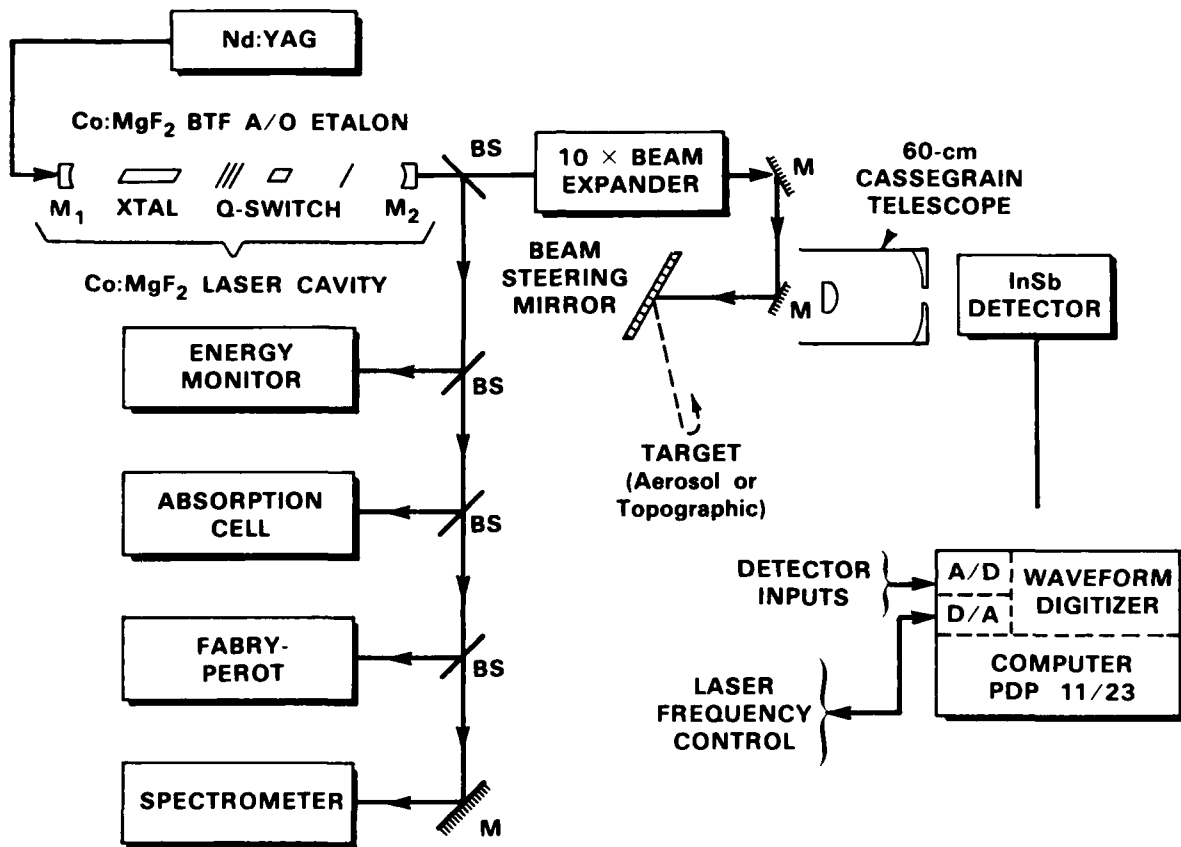 Nd:YAG
Co:MgF₂ BTF A/O ETALON
M₁ XTAL Q-SWITCH M₂
Co:MgF₂ LASER CAVITY
BS
10 × BEAM
EXPANDER
M
60-cm
CASSEGRAIN
TELESCOPE
BEAM
STEERING
MIRROR
M
InSb
DETECTOR
TARGET
(Aerosol or
Topographic)
ENERGY
MONITOR
BS
ABSORPTION
CELL
BS
FABRY-
PEROT
BS
SPECTROMETER
M
DETECTOR
INPUTS
A/D
D/A
WAVEFORM
DIGITIZER
COMPUTER
PDP 11/23
LASER
FREQUENCY
CONTROL